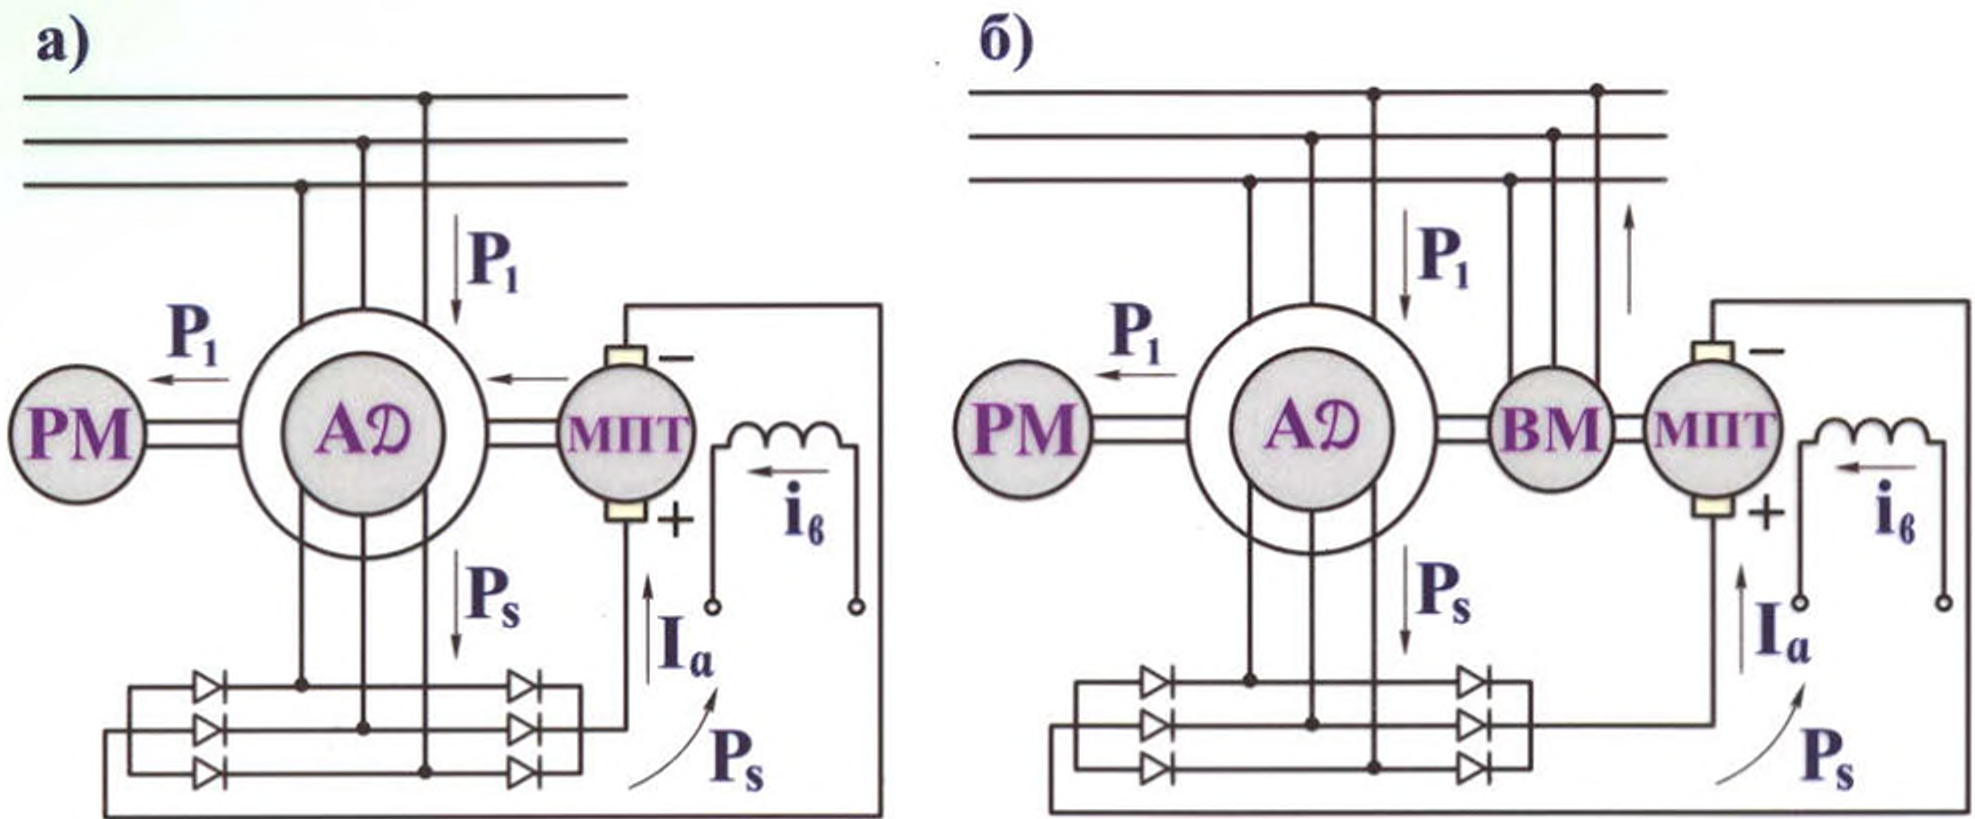 а)
P₁
P₁
РМ
АД
МПТ
−
+
iв
Ps
Ia
Ps
б)
P₁
P₁
РМ
АД
ВМ
МПТ
−
+
iв
Ps
Ia
Ps